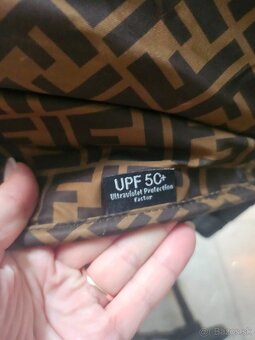 UPF 50+
Ultraviolet Protection
Factor